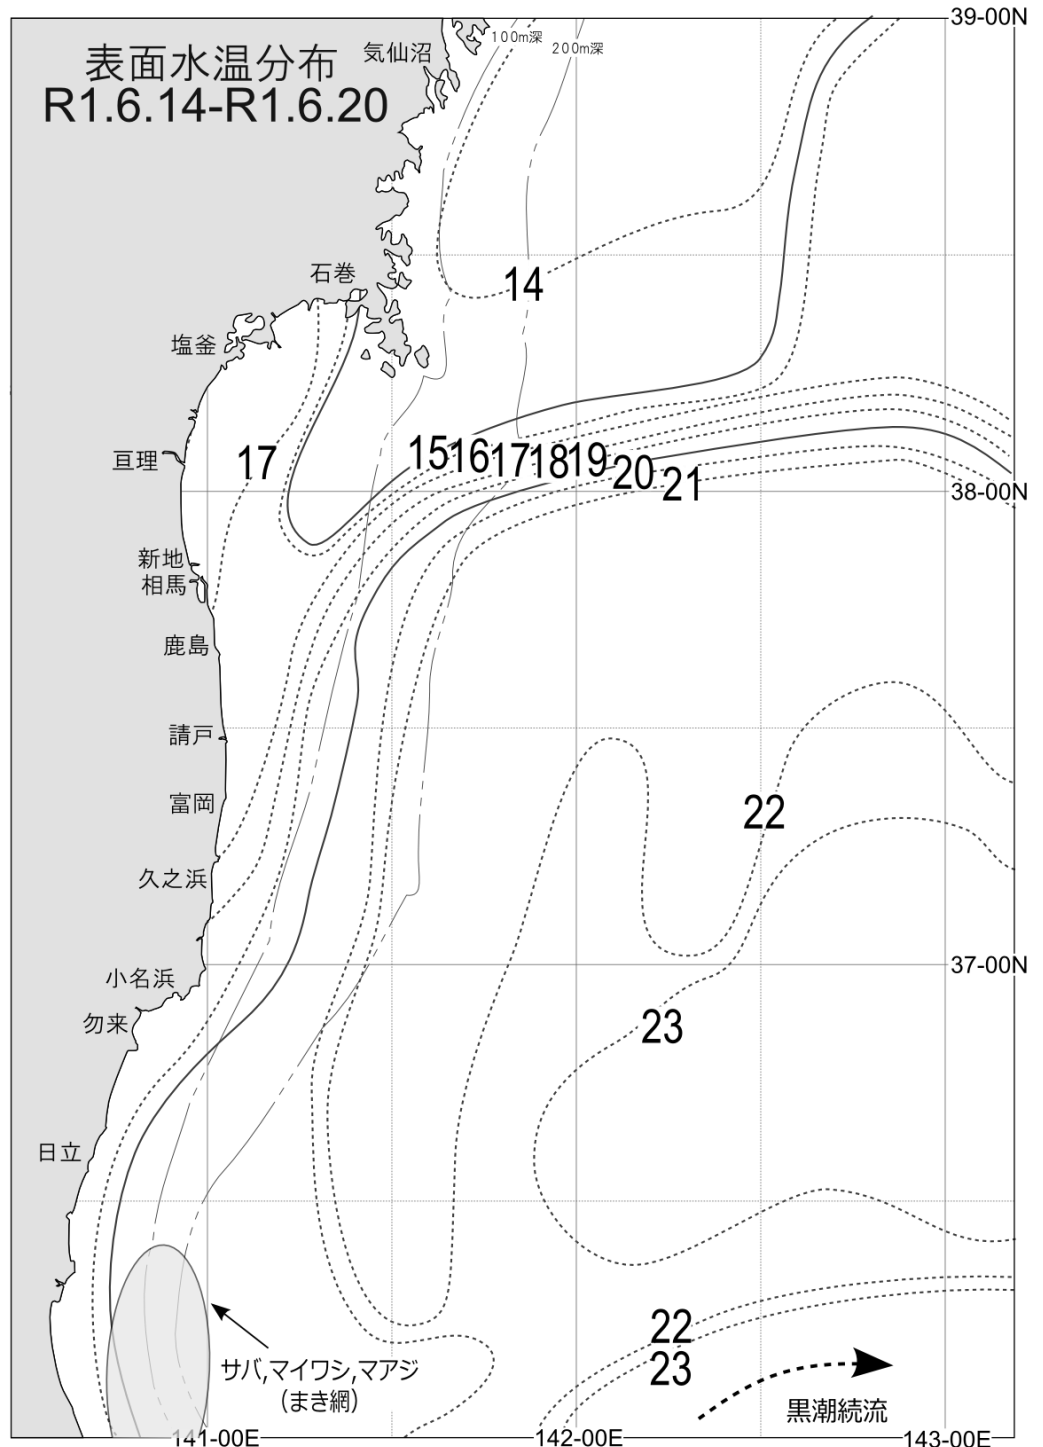 39-00N
100m深
200m深
気仙沼
表面水温分布
R1.6.14-R1.6.20
石巻
14
塩釜
亘理
17
15
16
17
18
19
20
21
38-00N
新地
相馬
鹿島
請戸
富岡
22
久之浜
37-00N
小名浜
勿来
23
日立
22
23
サバ,マイワシ,マアジ
(まき網)
黒潮続流
141-00E
142-00E
143-00E